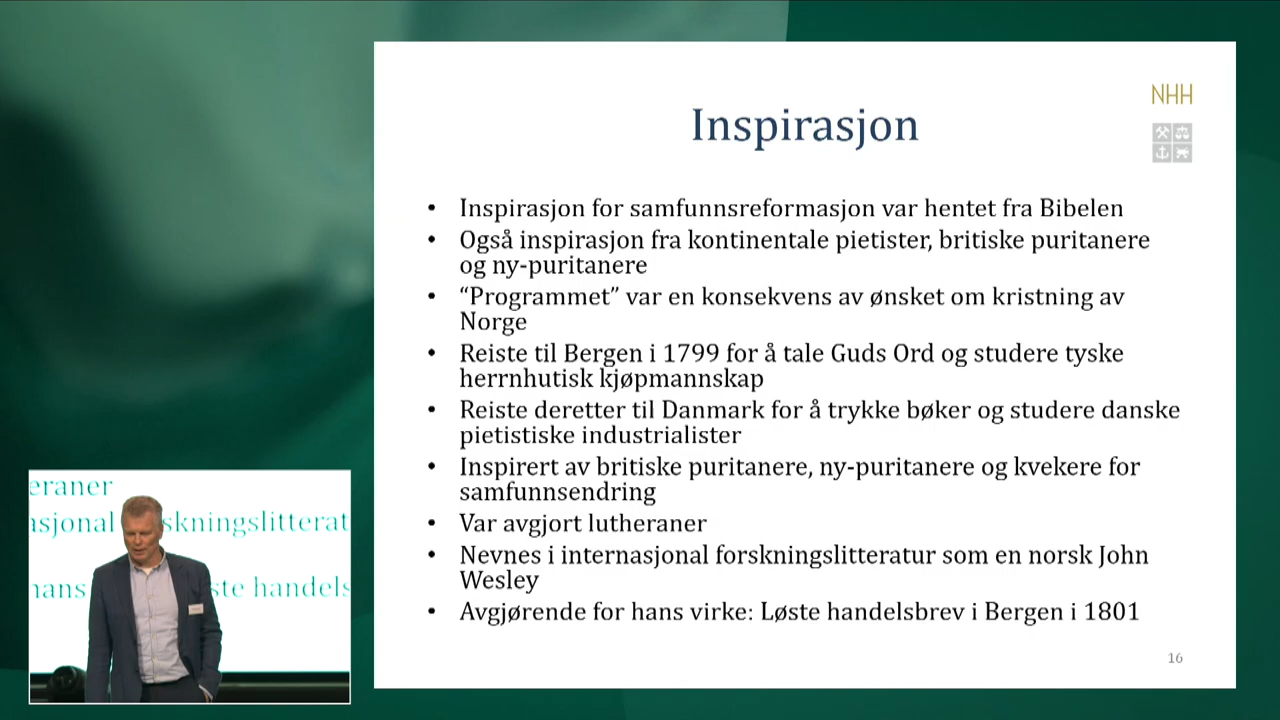 NHH
Inspirasjon
• Inspirasjon for samfunnsreformasjon var hentet fra Bibelen
• Også inspirasjon fra kontinentale pietister, britiske puritanere
og ny-puritanere
• “Programmet” var en konsekvens av ønsket om kristning av
Norge
• Reiste til Bergen i 1799 for å tale Guds Ord og studere tyske
herrnhutisk kjøpmannskap
• Reiste deretter til Danmark for å trykke bøker og studere danske
pietistiske industrialister
• Inspirert av britiske puritanere, ny-puritanere og kvekere for
samfunnsendring
• Var avgjort lutheraner
• Nevnes i internasjonal forskningslitteratur som en norsk John
Wesley
• Avgjørende for hans virke: Løste handelsbrev i Bergen i 1801
16
eraner
asjonal skningslitterat
hans ste handels